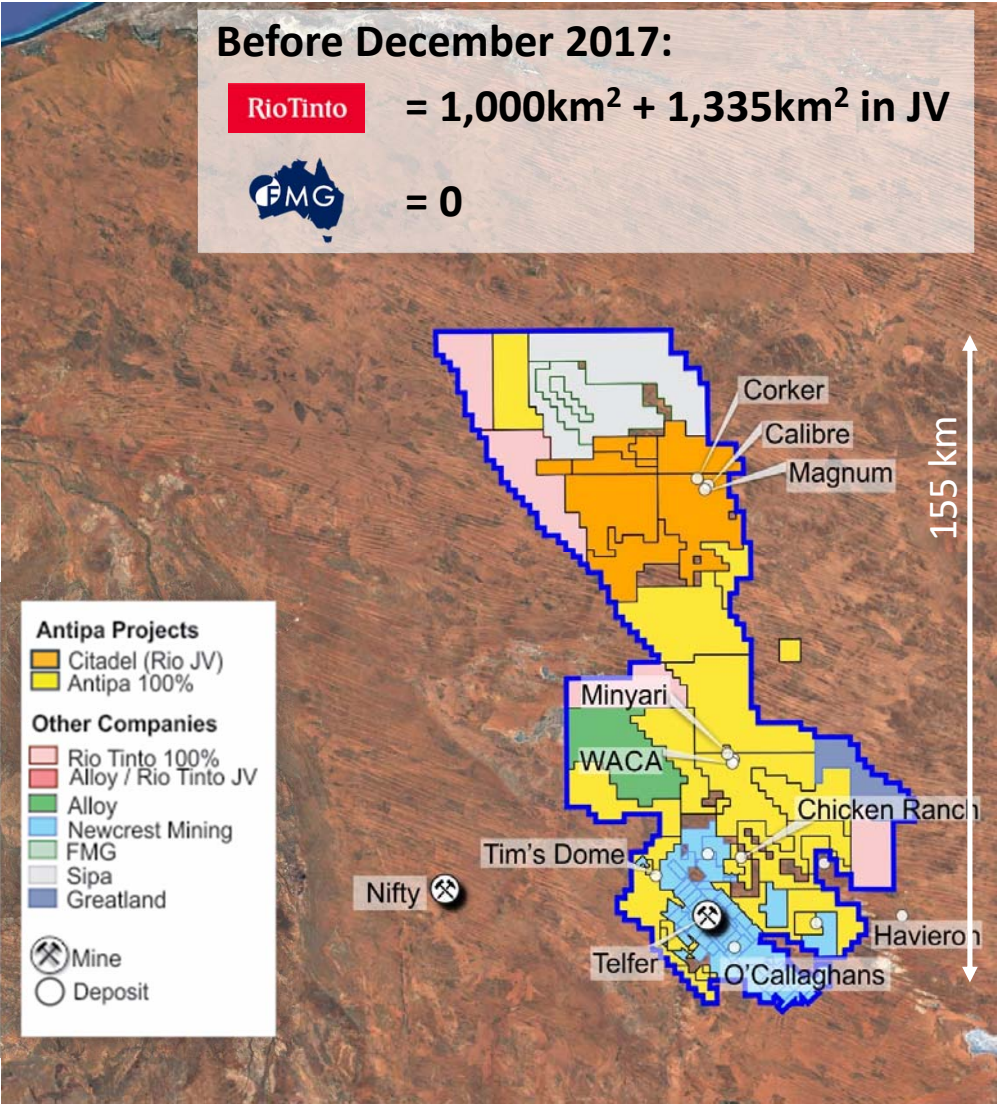 Before December 2017:
RioTinto = 1,000km² + 1,335km² in JV
FMG = 0
Corker
Calibre
Magnum
155 km
Antipa Projects
Citadel (Rio JV)
Antipa 100%
Other Companies
Rio Tinto 100%
Alloy / Rio Tinto JV
Alloy
Newcrest Mining
FMG
Sipa
Greatland
Mine
Deposit
Minyari
WACA
Chicken Ranch
Tim's Dome
Nifty
Havieron
Telfer
O'Callaghans